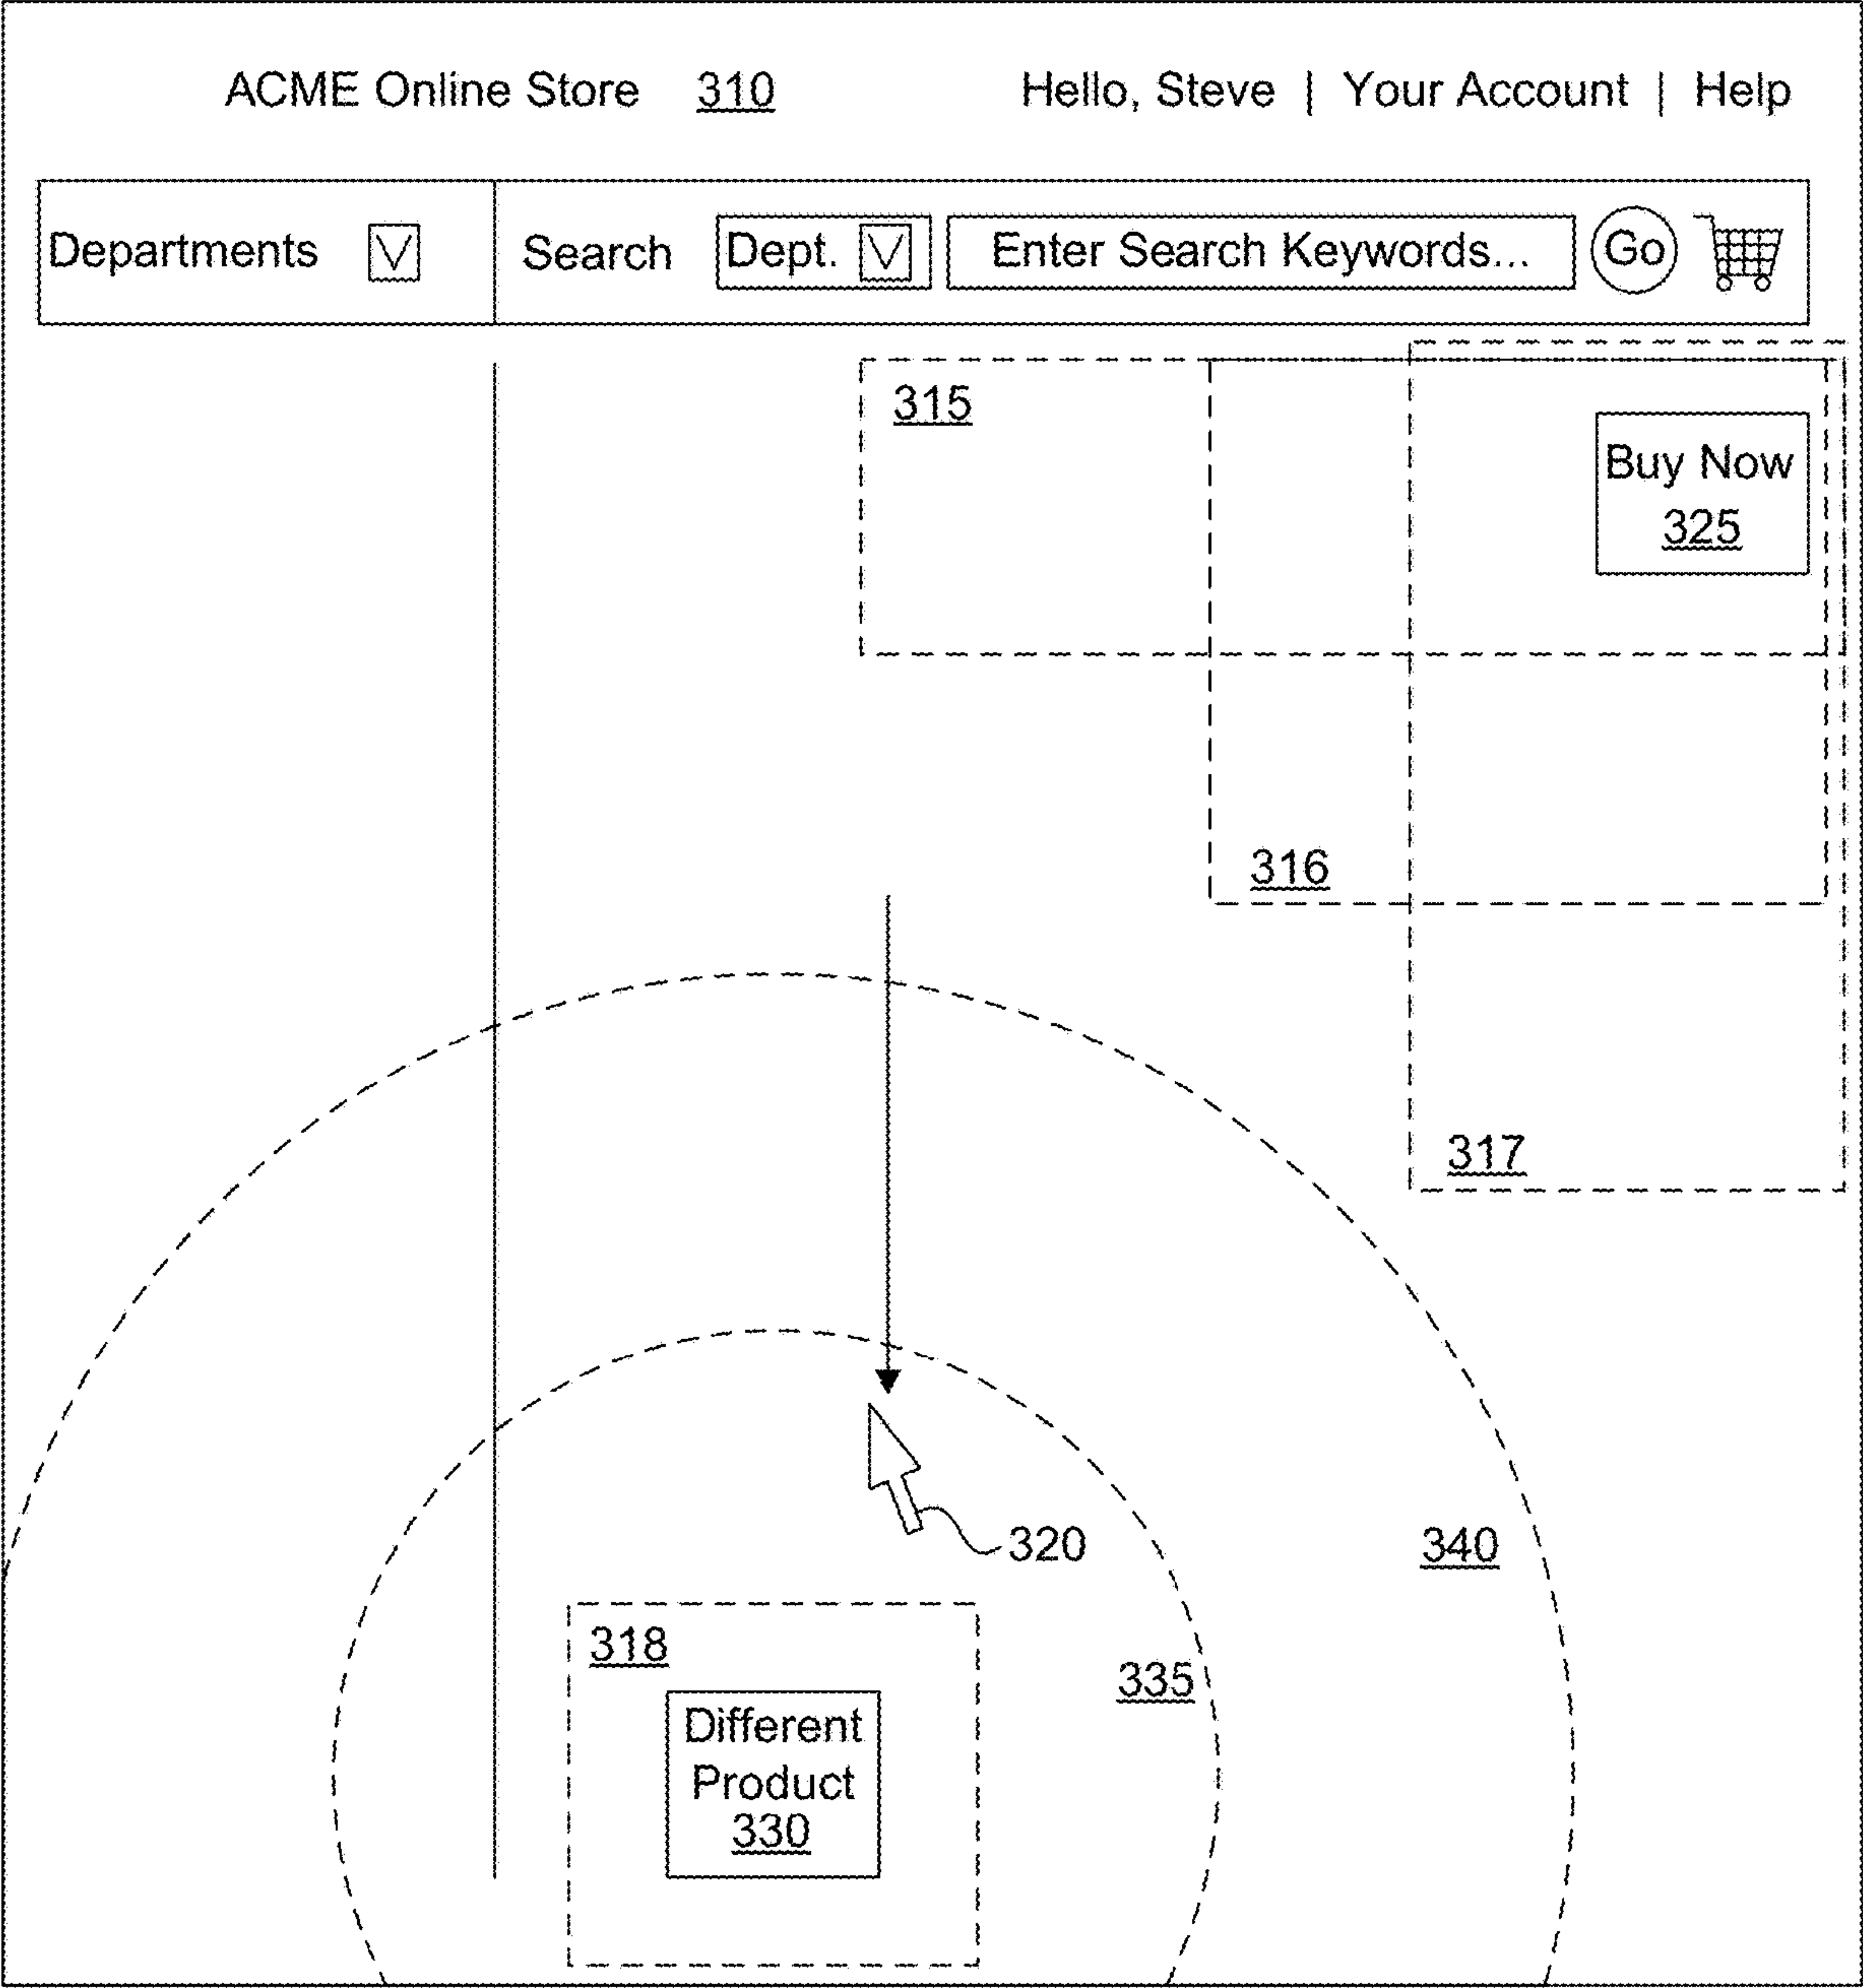 ACME Online Store 310 Hello, Steve | Your Account | Help
Departments V Search Dept. V Enter Search Keywords... Go
315
Buy Now
325
316
317
320
340
318
335
Different
Product
330